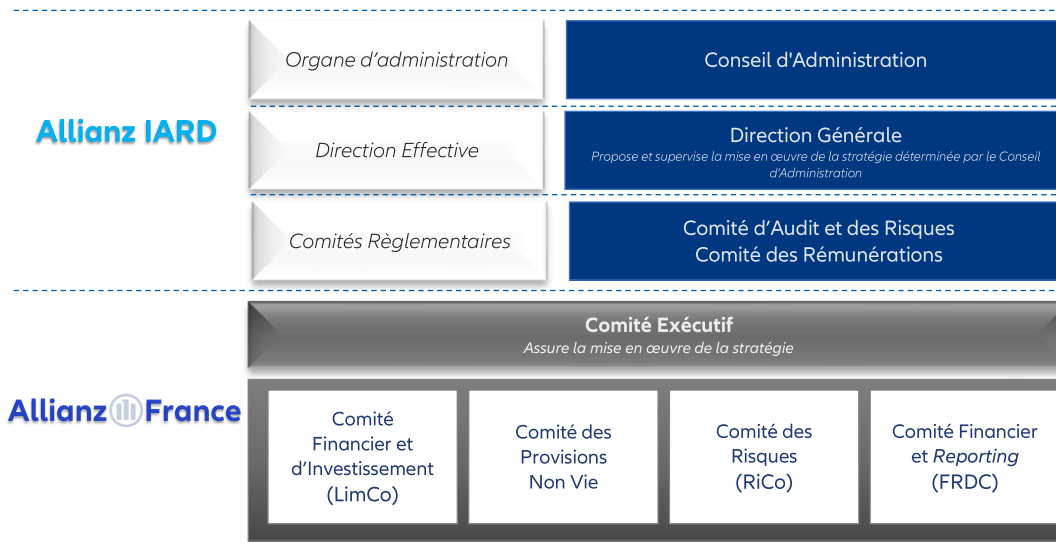 Organe d'administration
Conseil d'Administration
Allianz IARD
Direction Effective
Direction Générale
Propose et supervise la mise en œuvre de la stratégie déterminée par le Conseil
d'Administration
Comités Règlementaires
Comité d'Audit et des Risques
Comité des Rémunérations
Comité Exécutif
Assure la mise en œuvre de la stratégie
Allianz France
Comité
Financier et
d'Investissement
(LimCo)
Comité des
Provisions
Non Vie
Comité des
Risques
(RiCo)
Comité Financier
et Reporting
(FRDC)